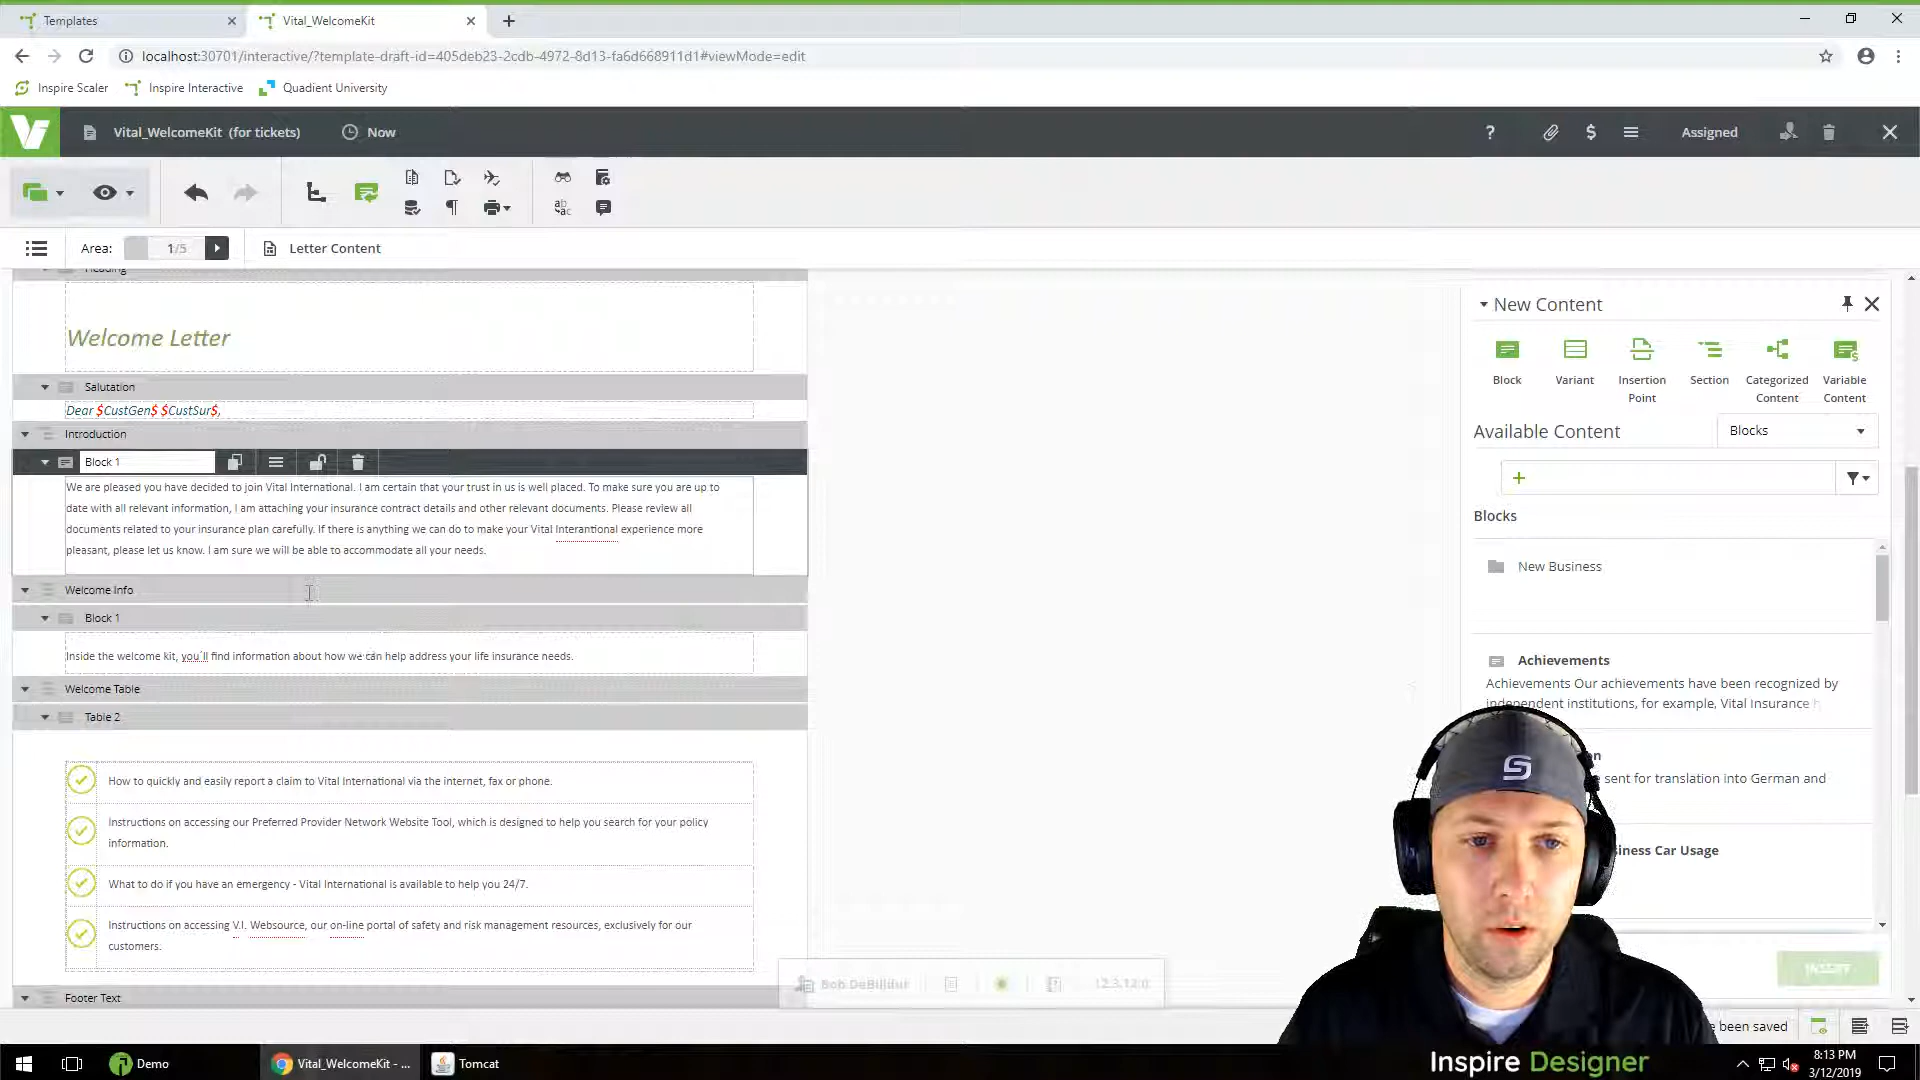 Templates
Vital_WelcomeKit
localhost:30701/interactive/?template-draft-id=405deb23-2cdb-4972-8d13-fa6d668911d1#viewMode=edit
Inspire Scaler
Inspire Interactive
Quadient University
Vital_WelcomeKit (for tickets)
Now
?
$
Assigned
Area:
1/5
Letter Content
Heading
Welcome Letter
Salutation
Dear $CustGen$ $CustSur$,
Introduction
Block 1
We are pleased you have decided to join Vital International. I am certain that your trust in us is well placed. To make sure you are up to
date with all relevant information, I am attaching your insurance contract details and other relevant documents. Please review all
documents related to your insurance plan carefully. If there is anything we can do to make your Vital Interantional experience more
pleasant, please let us know. I am sure we will be able to accommodate all your needs.
Welcome Info
Block 1
Inside the welcome kit, you´ll find information about how we can help address your life insurance needs.
Welcome Table
Table 2
How to quickly and easily report a claim to Vital International via the internet, fax or phone.
Instructions on accessing our Preferred Provider Network Website Tool, which is designed to help you search for your policy
information.
What to do if you have an emergency - Vital International is available to help you 24/7.
Instructions on accessing V.I. Websource, our on-line portal of safety and risk management resources, exclusively for our
customers.
Footer Text
New Content
Block
Variant
Insertion
Point
Section
Categorized
Content
Variable
Content
Available Content
Blocks
Blocks
New Business
Achievements
Achievements Our achievements have been recognized by
independent institutions, for example, Vital Insurance
sent for translation into German and
Car Usage
INSERT
Bob DeBilldur
12.3.12.0
been saved
Demo
Vital_WelcomeKit - ...
Tomcat
Inspire Designer
8:13 PM
3/12/2019